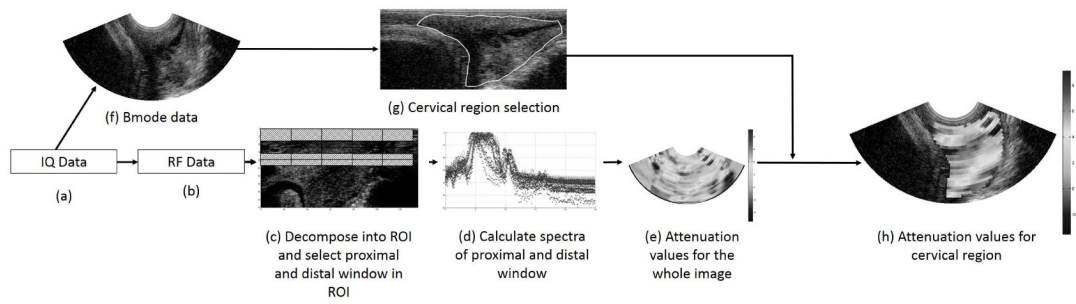 (f) Bmode data
(g) Cervical region selection
IQ Data
RF Data
(a)
(b)
(c) Decompose into ROI
and select proximal
and distal window in
ROI
(d) Calculate spectra
of proximal and distal
window
(e) Attenuation
values for the
whole image
(h) Attenuation values for
cervical region